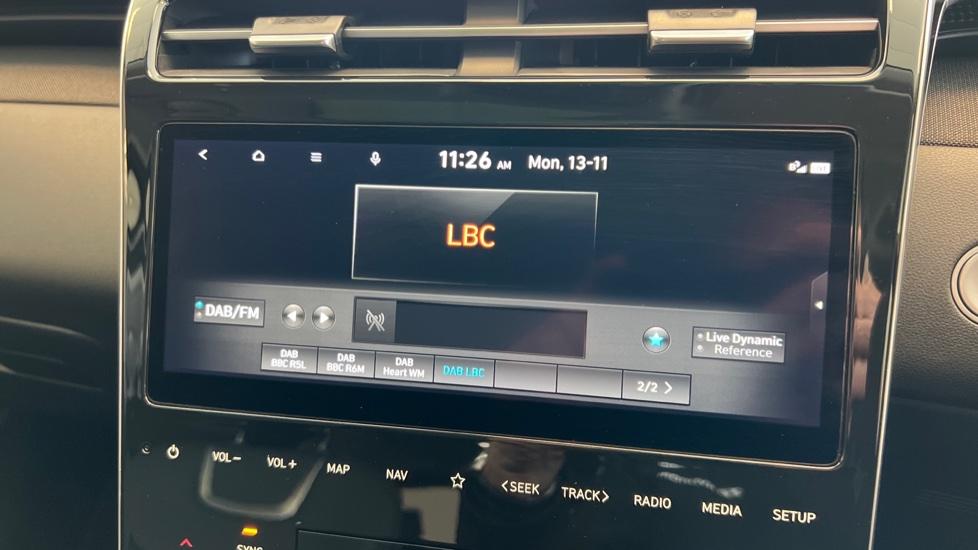 11:26 AM Mon, 13-11
LBC
DAB/FM
Live Dynamic
Reference
DAB
BBC R5L
DAB
BBC R6M
DAB
Heart WM
DAB LBC
2/2 >
VOL− VOL+ MAP NAV <SEEK TRACK> RADIO MEDIA SETUP
SYNC